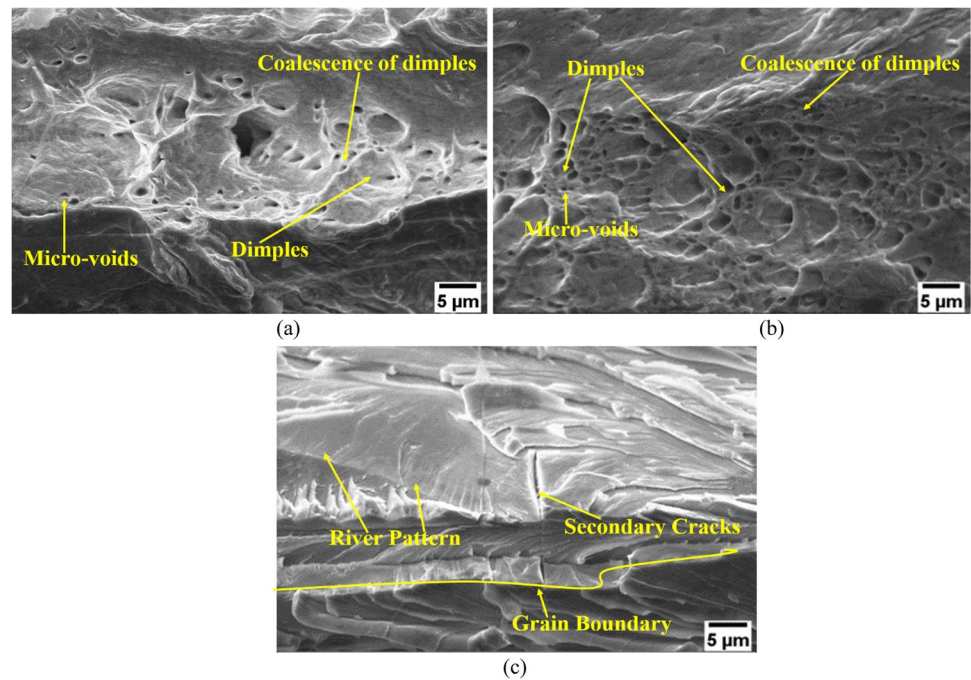 Coalescence of dimples
Micro-voids
Dimples
5 µm
(a)
Dimples
Coalescence of dimples
Micro-voids
5 µm
(b)
River Pattern
Secondary Cracks
Grain Boundary
5 µm
(c)